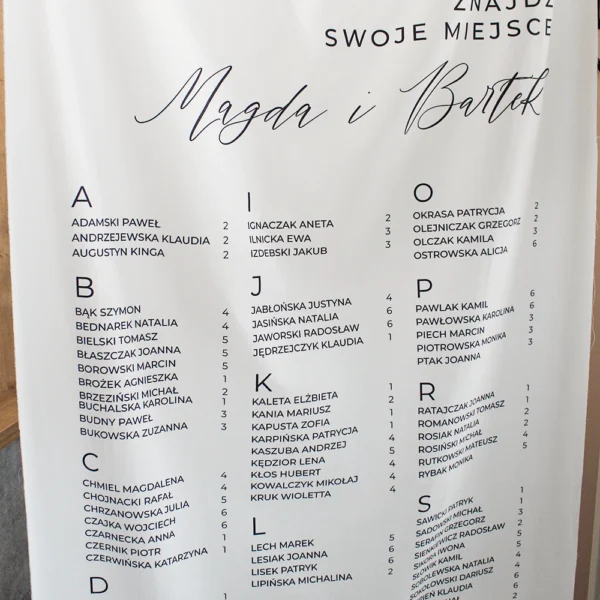 ZNAJDŹ
SWOJE MIEJSCE
Magda i Bartek
A
ADAMSKI PAWEŁ 2
ANDRZEJEWSKA KLAUDIA 2
AUGUSTYN KINGA 2
B
BĄK SZYMON 4
BEDNAREK NATALIA 4
BIELSKI TOMASZ 5
BŁASZCZAK JOANNA 5
BOROWSKI MARCIN 5
BROŻEK AGNIESZKA 1
BRZEZIŃSKI MICHAŁ 2
BUCHALSKA KAROLINA 1
BUDNY PAWEŁ 3
BUKOWSKA ZUZANNA 3
C
CHMIEL MAGDALENA 4
CHOJNACKI RAFAŁ 4
CHRZANOWSKA JULIA 5
CZAJKA WOJCIECH 6
CZARNECKA ANNA 6
CZERNIK PIOTR 1
CZERWIŃSKA KATARZYNA 1
D
1
I
IGNACZAK ANETA 2
ILNICKA EWA 3
IZDEBSKI JAKUB 3
J
JABŁOŃSKA JUSTYNA 4
JASIŃSKA NATALIA 6
JAWORSKI RADOSŁAW 6
JĘDRZEJCZYK KLAUDIA 1
K
KALETA ELŻBIETA 1
KANIA MARIUSZ 2
KAPUSTA ZOFIA 1
KARPIŃSKA PATRYCJA 4
KASZUBA ANDRZEJ 5
KĘDZIOR LENA 4
KŁOS HUBERT 4
KOWALCZYK MIKOŁAJ 4
KRUK WIOLETTA 4
L
LECH MAREK 5
LESIAK JOANNA 6
LISEK PATRYK 6
LIPIŃSKA MICHALINA 2
O
OKRASA PATRYCJA 2
OLEJNICZAK GRZEGORZ 2
OLCZAK KAMILA 3
OSTROWSKA ALICJA 6
P
PAWLAK KAMIL 6
PAWŁOWSKA KAROLINA 6
PIECH MARCIN 3
PIOTROWSKA MONIKA 3
PTAK JOANNA 3
R
RATAJCZAK JOANNA 1
ROMANOWSKI TOMASZ 2
ROSIAK NATALIA 2
ROSIŃSKI MICHAŁ 4
RUTKOWSKI MATEUSZ 5
RYBAK MONIKA
S
SAWICKI PATRYK 1
SADOWSKI MICHAŁ 1
SERAFIN GRZEGORZ 3
SIENKIEWICZ RADOSŁAW 2
SIKORA IWONA 5
SŁOWIK KAMIL 4
SOBOLEWSKA NATALIA 4
SOKOŁOWSKI DARIUSZ 6
KLAUDIA 6
2